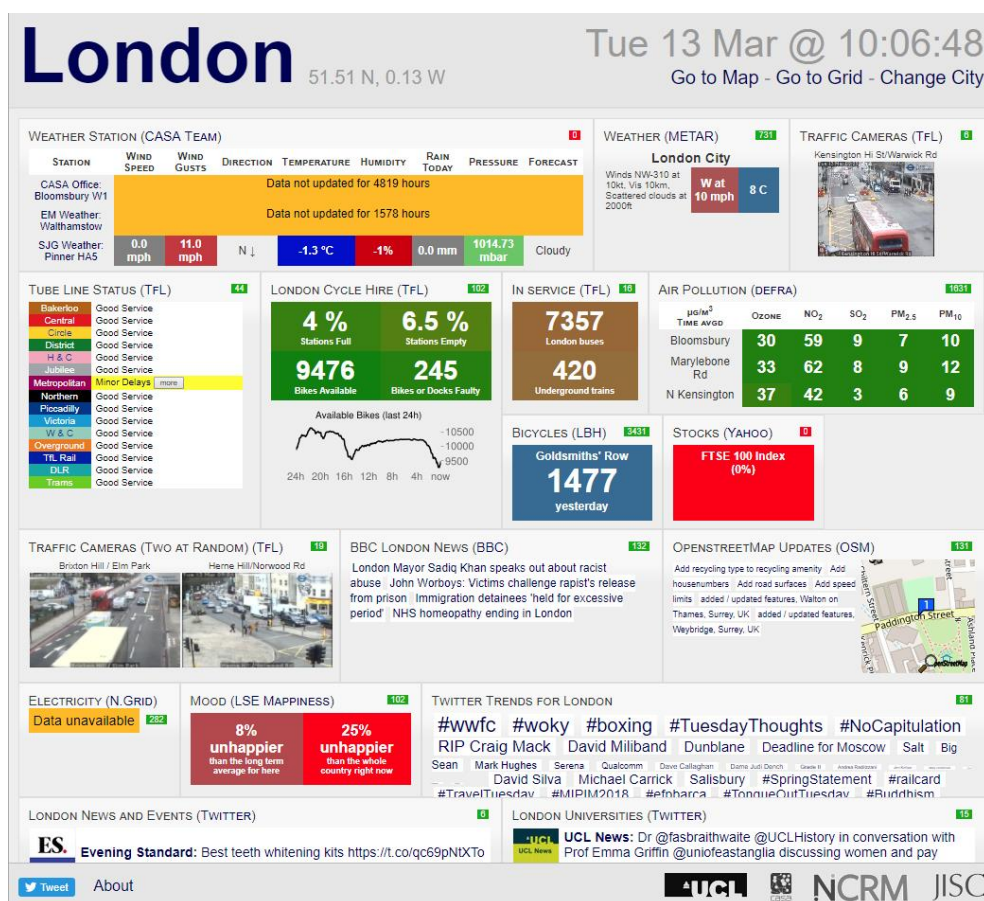 London 51.51 N, 0.13 W
Tue 13 Mar @ 10:06:48
Go to Map - Go to Grid - Change City
WEATHER STATION (CASA TEAM) 0
STATION WIND SPEED WIND GUSTS DIRECTION TEMPERATURE HUMIDITY RAIN TODAY PRESSURE FORECAST
CASA Office: Bloomsbury W1 Data not updated for 4819 hours
EM Weather: Walthamstow Data not updated for 1578 hours
SJG Weather: Pinner HA5 0.0 mph 11.0 mph N ↓ -1.3 °C -1% 0.0 mm 1014.73 mbar Cloudy
WEATHER (METAR) 731
London City
Winds NW-310 at
10kt, Vis 10km,
Scattered clouds at
2000ft
W at
10 mph
8 C
TRAFFIC CAMERAS (TFL) 6
Kensington Hi St/Warwick Rd
TUBE LINE STATUS (TFL) 44
Bakerloo Good Service
Central Good Service
Circle Good Service
District Good Service
H & C Good Service
Jubilee Good Service
Metropolitan Minor Delays more
Northern Good Service
Piccadilly Good Service
Victoria Good Service
W & C Good Service
Overground Good Service
TfL Rail Good Service
DLR Good Service
Trams Good Service
LONDON CYCLE HIRE (TFL) 102
4 % 6.5 %
Stations Full Stations Empty
9476 245
Bikes Available Bikes or Docks Faulty
Available Bikes (last 24h)
10500
10000
9500
24h 20h 16h 12h 8h 4h now
IN SERVICE (TFL) 16
7357
London buses
420
Underground trains
AIR POLLUTION (DEFRA) 1631
µG/M³ TIME AVGD OZONE NO₂ SO₂ PM₂.₅ PM₁₀
Bloomsbury 30 59 9 7 10
Marylebone Rd 33 62 8 9 12
N Kensington 37 42 3 6 9
BICYCLES (LBH) 3431
Goldsmiths' Row
1477
yesterday
STOCKS (YAHOO) 0
FTSE 100 Index
(0%)
TRAFFIC CAMERAS (TWO AT RANDOM) (TFL) 19
Brixton Hill / Elm Park Herne Hill/Norwood Rd
BBC LONDON NEWS (BBC) 132
London Mayor Sadiq Khan speaks out about racist
abuse John Worboys: Victims challenge rapist's release
from prison Immigration detainees 'held for excessive
period' NHS homeopathy ending in London
OPENSTREETMAP UPDATES (OSM) 131
Add recycling type to recycling amenity Add
housenumbers Add road surfaces Add speed
limits added / updated features, Walton on
Thames, Surrey, UK added / updated features,
Weybridge, Surrey, UK
Paddington Street
1
OpenStreetMap
ELECTRICITY (N.GRID)
Data unavailable 282
MOOD (LSE MAPPINESS) 102
8%
unhappier
than the long term
average for here
25%
unhappier
than the whole
country right now
TWITTER TRENDS FOR LONDON 81
#wwfc #woky #boxing #TuesdayThoughts #NoCapitulation
RIP Craig Mack David Miliband Dunblane Deadline for Moscow Salt Big
Sean Mark Hughes Serena Qualcomm Dave Callaghan Dame Judi Dench Grade II
David Silva Michael Carrick Salisbury #SpringStatement #railcard
#TravelTuesday #MIPIM2018 #efnbarca #TongueOutTuesday #Buddhism
LONDON NEWS AND EVENTS (TWITTER) 6
ES.
Evening Standard: Best teeth whitening kits https://t.co/qc69pNtXTo
LONDON UNIVERSITIES (TWITTER) 15
UCL
UCL News
UCL News: Dr @fasbraithwaite @UCLHistory in conversation with
Prof Emma Griffin @uniofeastanglia discussing women and pay
Tweet About
UCL casa NCRM JISC